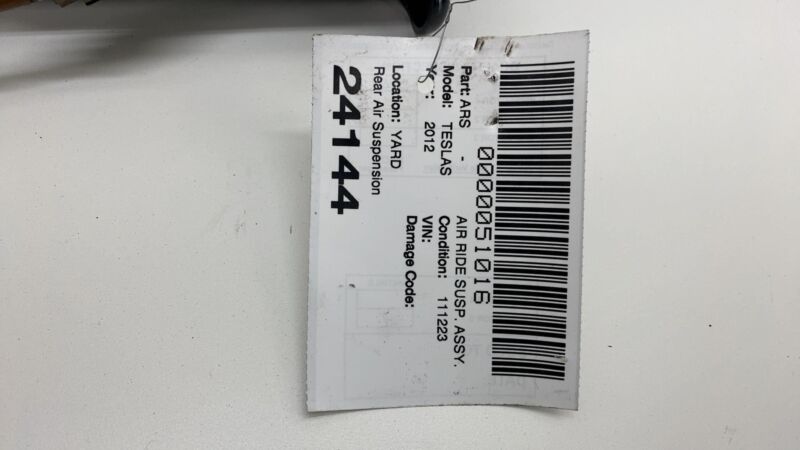 0000051016
Part: ARS - AIR RIDE SUSP. ASSY.
Model: TESLAS Condition: 111223
2012 VIN:
Location: YARD Damage Code:
Rear Air Suspension
24144